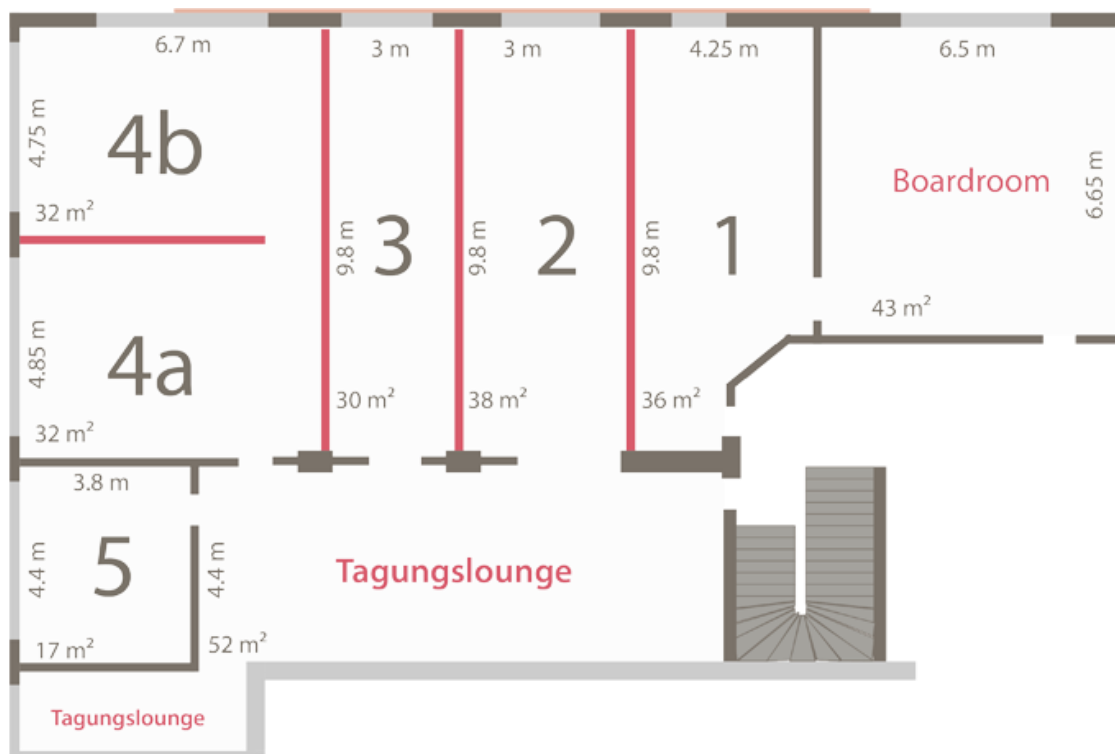 6.7 m
3 m
3 m
4.25 m
6.5 m
4.75 m
4b
32 m²
Boardroom
6.65 m
3
9.8 m
2
9.8 m
1
9.8 m
43 m²
4.85 m
4a
32 m²
30 m²
38 m²
36 m²
3.8 m
4.4 m
5
4.4 m
17 m²
52 m²
Tagungslounge
Tagungslounge